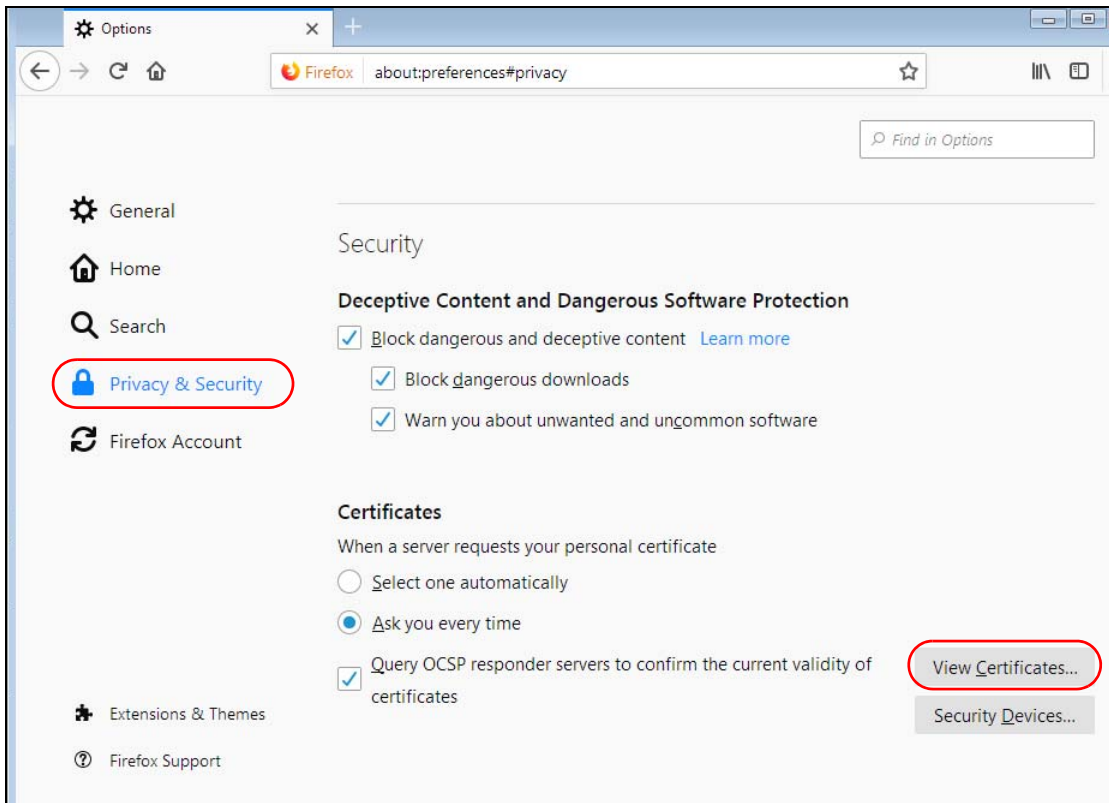 Options
Firefox about:preferences#privacy
Find in Options
General
Home
Search
Privacy & Security
Firefox Account
Extensions & Themes
Firefox Support
Security
Deceptive Content and Dangerous Software Protection
Block dangerous and deceptive content Learn more
Block dangerous downloads
Warn you about unwanted and uncommon software
Certificates
When a server requests your personal certificate
Select one automatically
Ask you every time
Query OCSP responder servers to confirm the current validity of
certificates
View Certificates...
Security Devices...